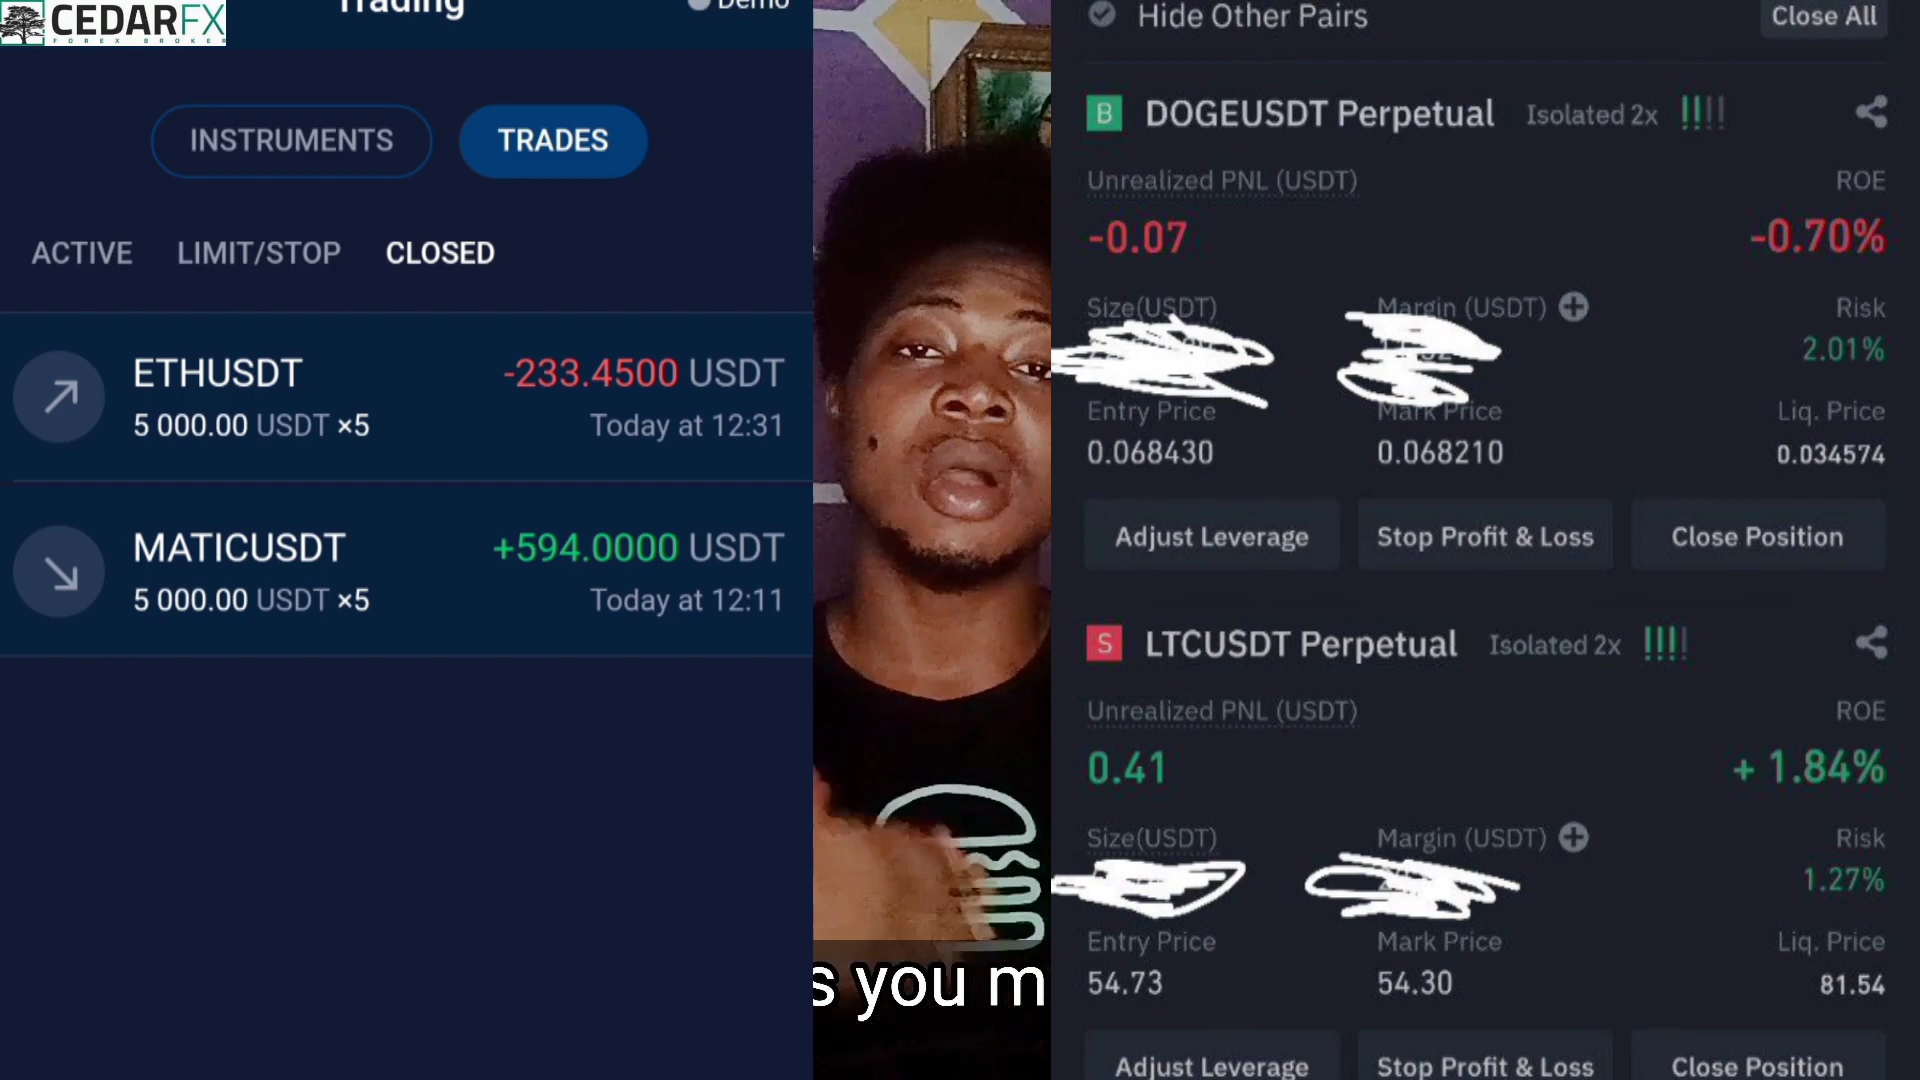 CEDARFX
FOREX BROKER
Trading
Demo
INSTRUMENTS
TRADES
ACTIVE
LIMIT/STOP
CLOSED
ETHUSDT
-233.4500 USDT
5 000.00 USDT ×5
Today at 12:31
MATICUSDT
+594.0000 USDT
5 000.00 USDT ×5
Today at 12:11
s you m
Hide Other Pairs
Close All
B DOGEUSDT Perpetual Isolated 2x
Unrealized PNL (USDT)
ROE
-0.07
-0.70%
Size(USDT)
Margin (USDT)
Risk
2.01%
Entry Price
Mark Price
Liq. Price
0.068430
0.068210
0.034574
Adjust Leverage
Stop Profit & Loss
Close Position
S LTCUSDT Perpetual Isolated 2x
Unrealized PNL (USDT)
ROE
0.41
+ 1.84%
Size(USDT)
Margin (USDT)
Risk
1.27%
Entry Price
Mark Price
Liq. Price
54.73
54.30
81.54
Adjust Leverage
Stop Profit & Loss
Close Position